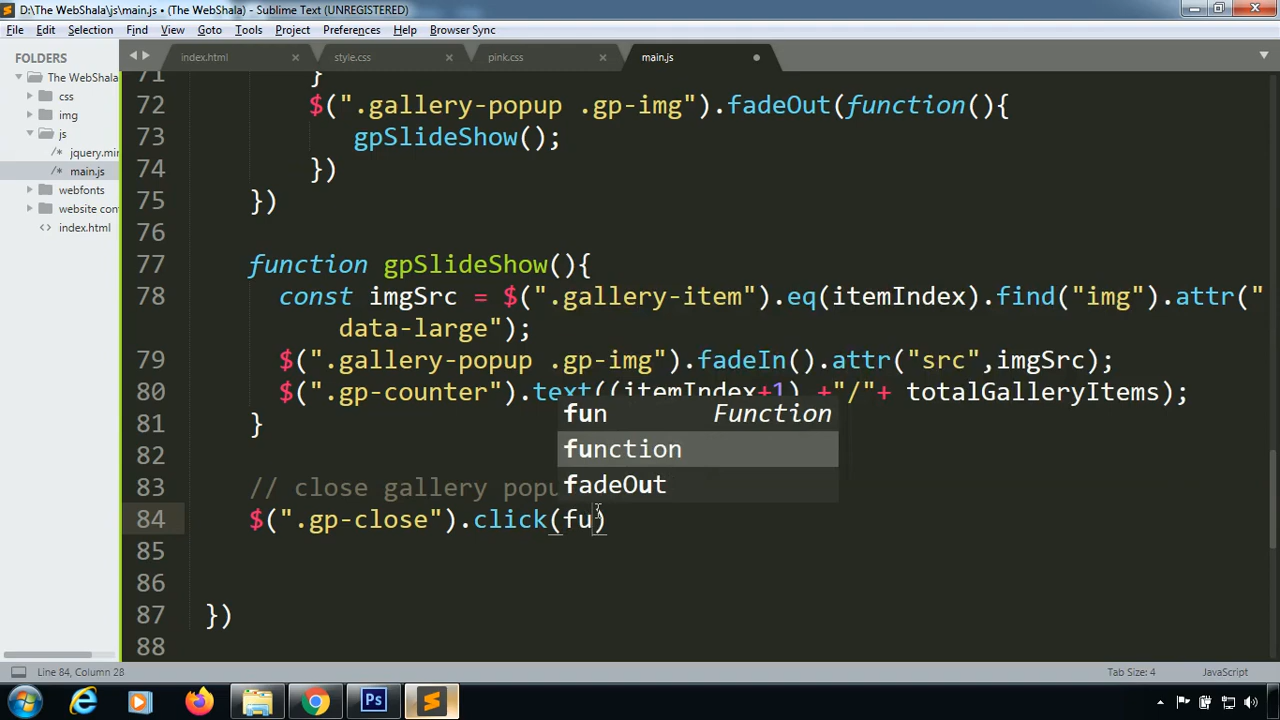 D:\The WebShala\js\main.js • (The WebShala) - Sublime Text (UNREGISTERED)
File Edit Selection Find View Goto Tools Project Preferences Help Browser Sync
FOLDERS
The WebShala
css
img
js
/* jquery.min
/* main.js
webfonts
website con
<> index.html
index.html × style.css × pink.css × main.js •
71 }
72 $(".gallery-popup .gp-img").fadeOut(function(){
73 gpSlideShow();
74 })
75 })
76
77 function gpSlideShow(){
78 const imgSrc = $(".gallery-item").eq(itemIndex).find("img").attr("
data-large");
79 $(".gallery-popup .gp-img").fadeIn().attr("src",imgSrc);
80 $(".gp-counter").text((itemIndex+1) +"/"+ totalGalleryItems);
81 }
fun Function
function
fadeOut
82
83 // close gallery popu
84 $(".gp-close").click(fu)
85
86
87 })
88
Line 84, Column 28
Tab Size: 4
JavaScript
Ps